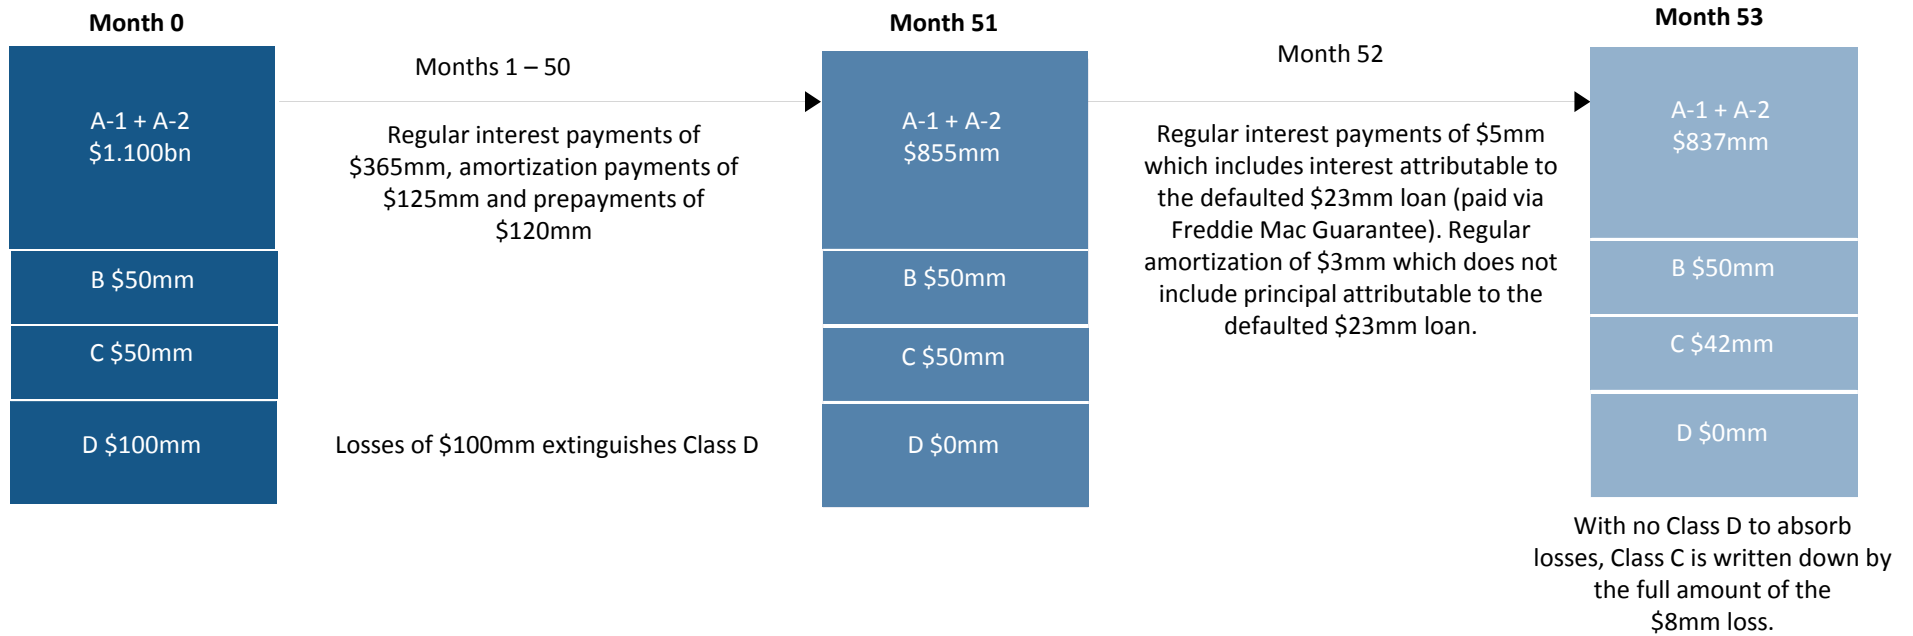 Month 0
A-1 + A-2
$1.100bn
B $50mm
C $50mm
D $100mm
Months 1 – 50
Regular interest payments of
$365mm, amortization payments of
$125mm and prepayments of
$120mm
Losses of $100mm extinguishes Class D
Month 51
A-1 + A-2
$855mm
B $50mm
C $50mm
D $0mm
Month 52
Regular interest payments of $5mm
which includes interest attributable to
the defaulted $23mm loan (paid via
Freddie Mac Guarantee). Regular
amortization of $3mm which does not
include principal attributable to the
defaulted $23mm loan.
Month 53
A-1 + A-2
$837mm
B $50mm
C $42mm
D $0mm
With no Class D to absorb
losses, Class C is written down by
the full amount of the
$8mm loss.